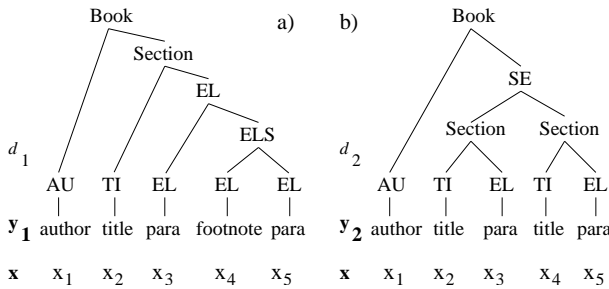 Book a) b) Book
Section
SE
EL
ELS Section Section
d1 d2
AU TI EL EL EL AU TI EL TI EL
y1 author title para footnote para y2 author title para title para
x x1 x2 x3 x4 x5 x x1 x2 x3 x4 x5